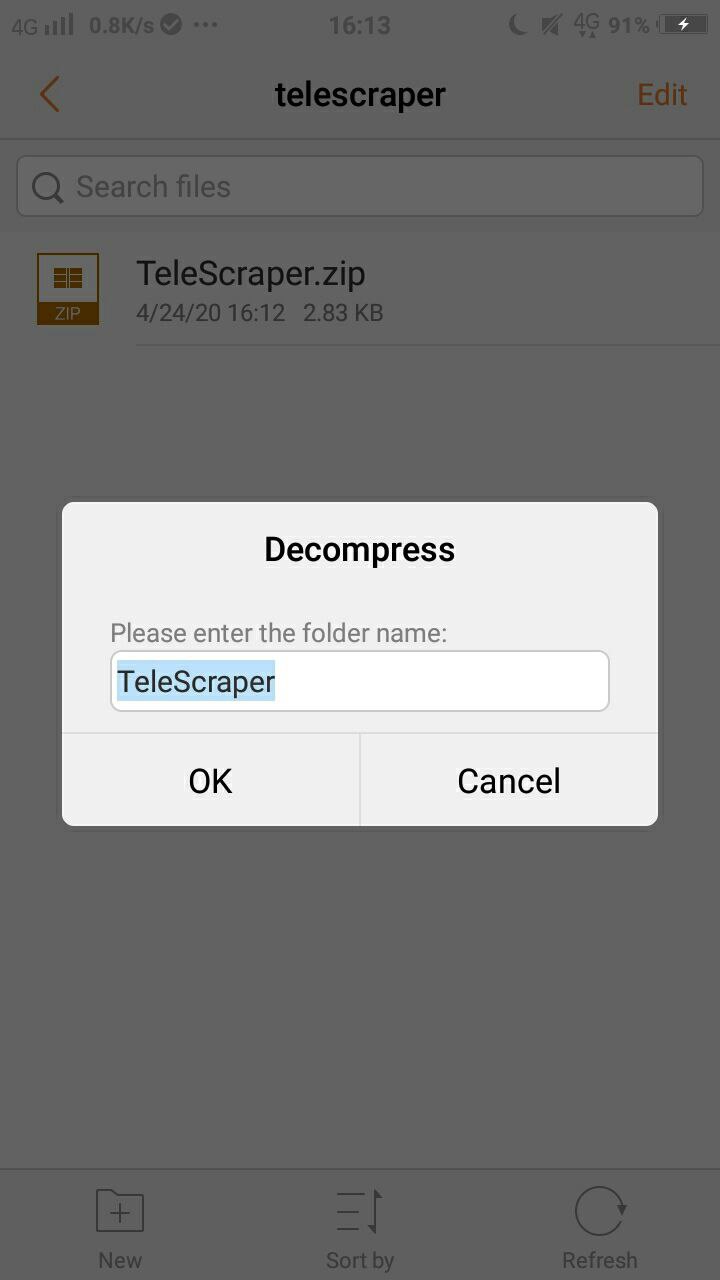 4G 0.8K/s 16:13 4G 91%
telescraper Edit
Search files
TeleScraper.zip
ZIP 4/24/20 16:12 2.83 KB
Decompress
Please enter the folder name:
TeleScraper
OK Cancel
New Sort by Refresh